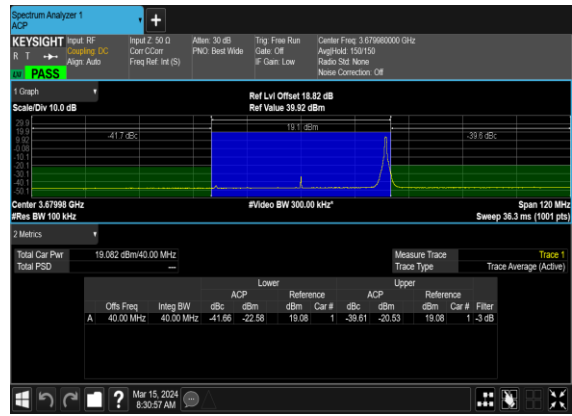 Spectrum Analyzer 1
ACP
+
KEYSIGHT Input: RF Input Z: 50 Ω Atten: 30 dB Trig: Free Run Center Freq: 3.679980000 GHz
R T Coupling: DC Corr CCorr PNO: Best Wide Gate: Off Avg|Hold: 150/150
Align: Auto Freq Ref: Int (S) IF Gain: Low Radio Std: None
LW PASS Noise Correction: Off
1 Graph
Scale/Div 10.0 dB
Ref Lvl Offset 18.82 dB
Ref Value 39.92 dBm
29.9
19.9
9.92
-0.08
-10.1
-20.1
-30.1
-40.1
-50.1
-41.7 dBc
19.1 dBm
-39.6 dBc
Center 3.67998 GHz #Video BW 300.00 kHz* Span 120 MHz
#Res BW 100 kHz Sweep 36.3 ms (1001 pts)
2 Metrics
Total Car Pwr 19.082 dBm/40.00 MHz Measure Trace Trace 1
Total PSD --- Trace Type Trace Average (Active)
Lower Upper
ACP Reference ACP Reference
Offs Freq Integ BW dBc dBm dBm Car # dBc dBm dBm Car # Filter
A 40.00 MHz 40.00 MHz -41.66 -22.58 19.08 1 -39.61 -20.53 19.08 1 -3 dB
?
Mar 15, 2024
8:30:57 AM